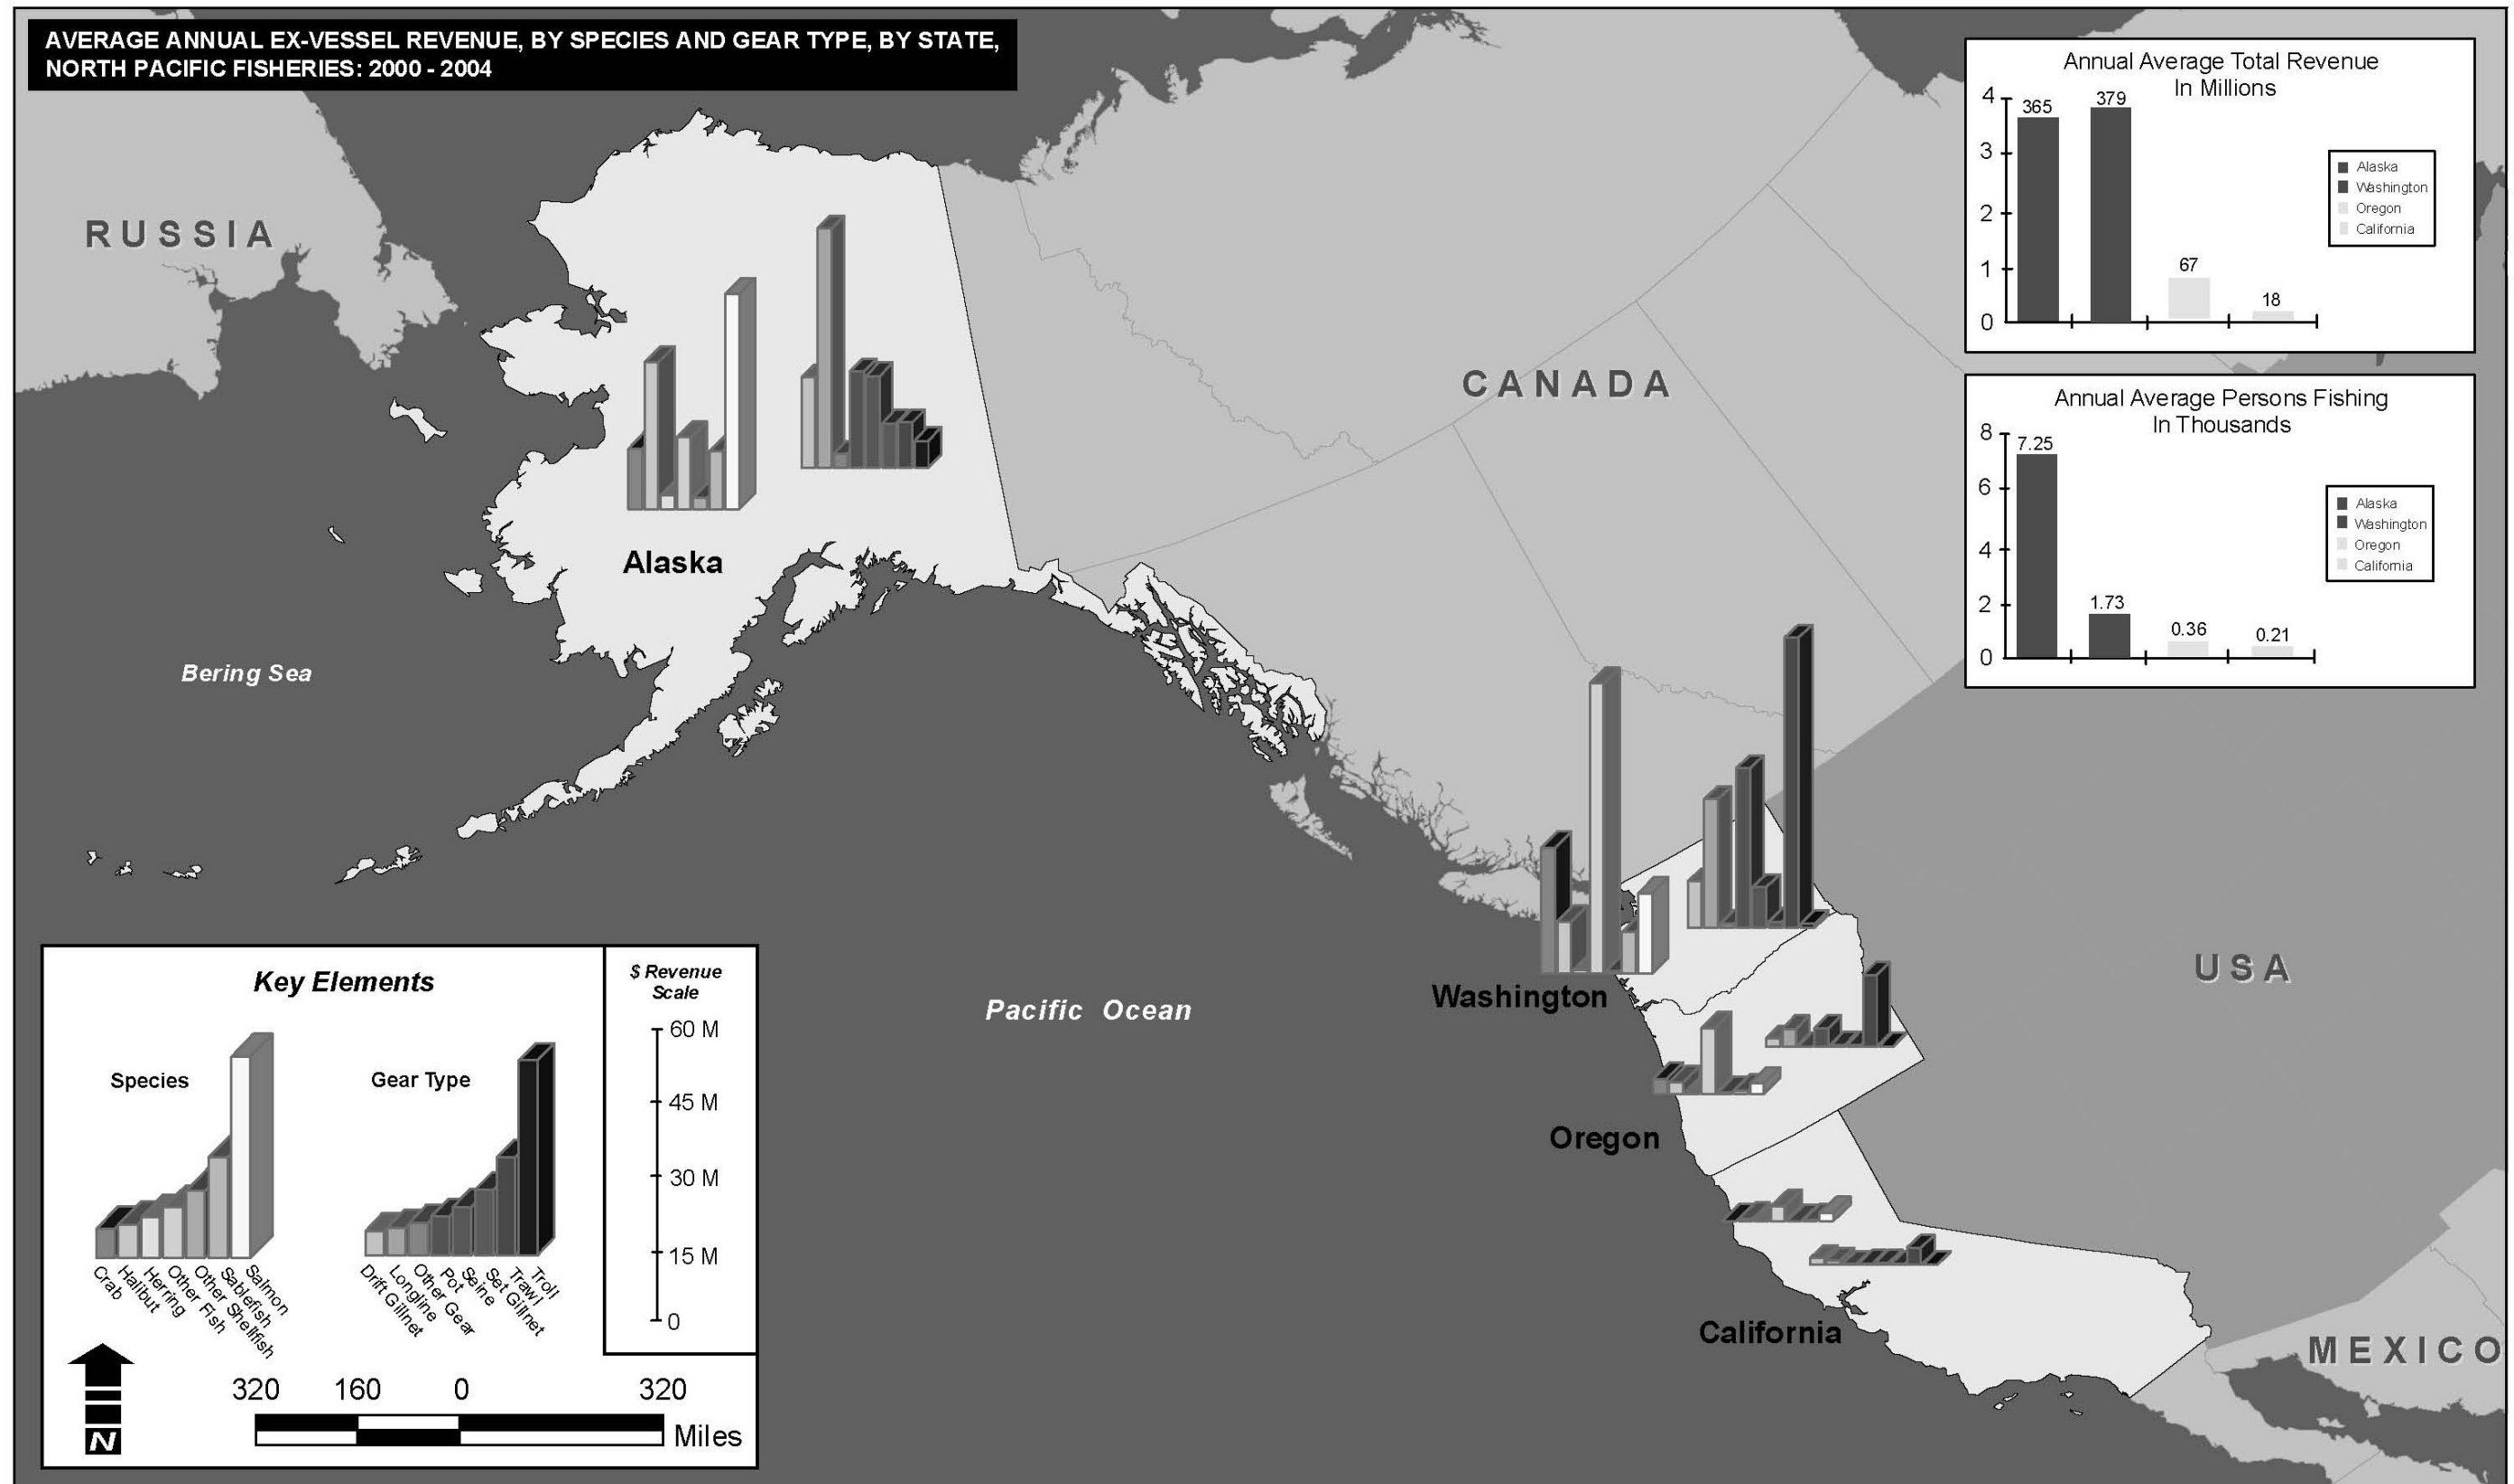 AVERAGE ANNUAL EX-VESSEL REVENUE, BY SPECIES AND GEAR TYPE, BY STATE,
NORTH PACIFIC FISHERIES: 2000 - 2004
RUSSIA
CANADA
USA
MEXICO
Bering Sea
Pacific Ocean
Alaska
Washington
Oregon
California
Annual Average Total Revenue
In Millions
4
3
2
1
0
365
379
67
18
Alaska
Washington
Oregon
California
Annual Average Persons Fishing
In Thousands
8
6
4
2
0
7.25
1.73
0.36
0.21
Alaska
Washington
Oregon
California
Key Elements
Species
Crab
Halibut
Herring
Other Fish
Other Shellfish
Sablefish
Salmon
Gear Type
Drift Gillnet
Longline
Other Gear
Pot
Seine
Set Gillnet
Trawl
Troll
$ Revenue
Scale
60 M
45 M
30 M
15 M
0
N
320 160 0 320
Miles